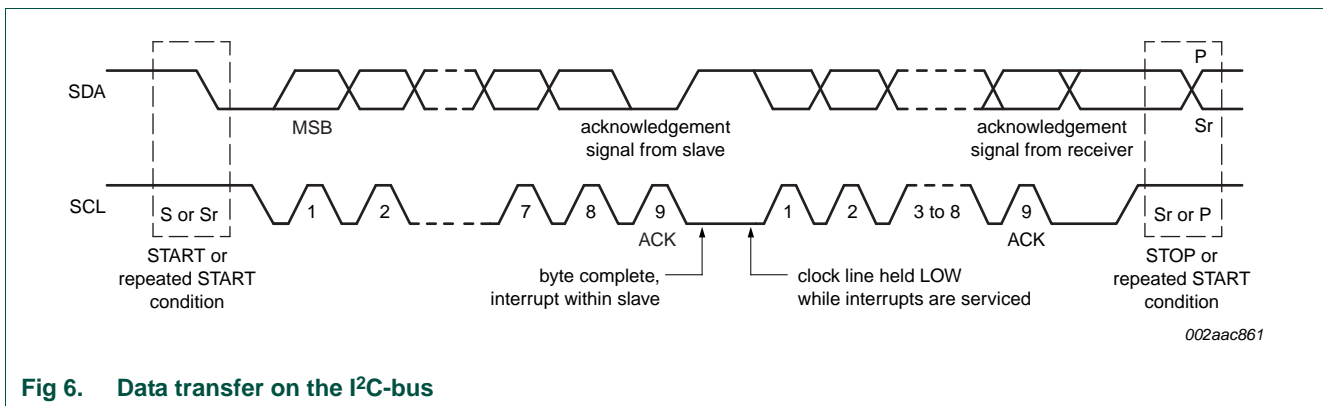 P
SDA
MSB
acknowledgement
signal from slave
acknowledgement
signal from receiver
Sr
SCL
S or Sr
1
2
7
8
9
1
2
3 to 8
9
Sr or P
ACK
ACK
START or
repeated START
condition
byte complete,
interrupt within slave
clock line held LOW
while interrupts are serviced
STOP or
repeated START
condition
002aac861
Fig 6. Data transfer on the I²C-bus